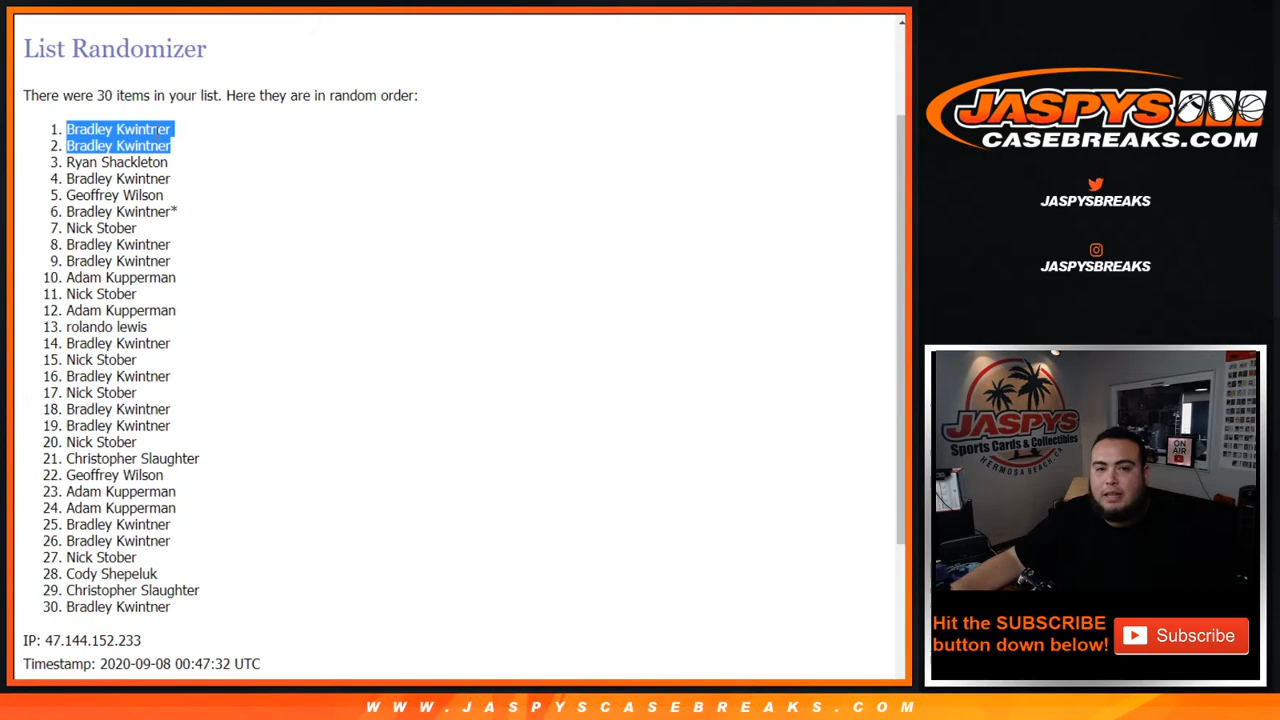 List Randomizer
There were 30 items in your list. Here they are in random order:
1. Bradley Kwintner
2. Bradley Kwintner
3. Ryan Shackleton
4. Bradley Kwintner
5. Geoffrey Wilson
6. Bradley Kwintner*
7. Nick Stober
8. Bradley Kwintner
9. Bradley Kwintner
10. Adam Kupperman
11. Nick Stober
12. Adam Kupperman
13. rolando lewis
14. Bradley Kwintner
15. Nick Stober
16. Bradley Kwintner
17. Nick Stober
18. Bradley Kwintner
19. Bradley Kwintner
20. Nick Stober
21. Christopher Slaughter
22. Geoffrey Wilson
23. Adam Kupperman
24. Adam Kupperman
25. Bradley Kwintner
26. Bradley Kwintner
27. Nick Stober
28. Cody Shepeluk
29. Christopher Slaughter
30. Bradley Kwintner
IP: 47.144.152.233
Timestamp: 2020-09-08 00:47:32 UTC
JASPYS
CASEBREAKS.COM
JASPYSBREAKS
JASPYSBREAKS
JASPYS
Sports Cards & Collectibles
HERMOSA BEACH, CA
ON AIR
Hit the SUBSCRIBE
button down below!
Subscribe
WWW.JASPYSCASEBREAKS.COM